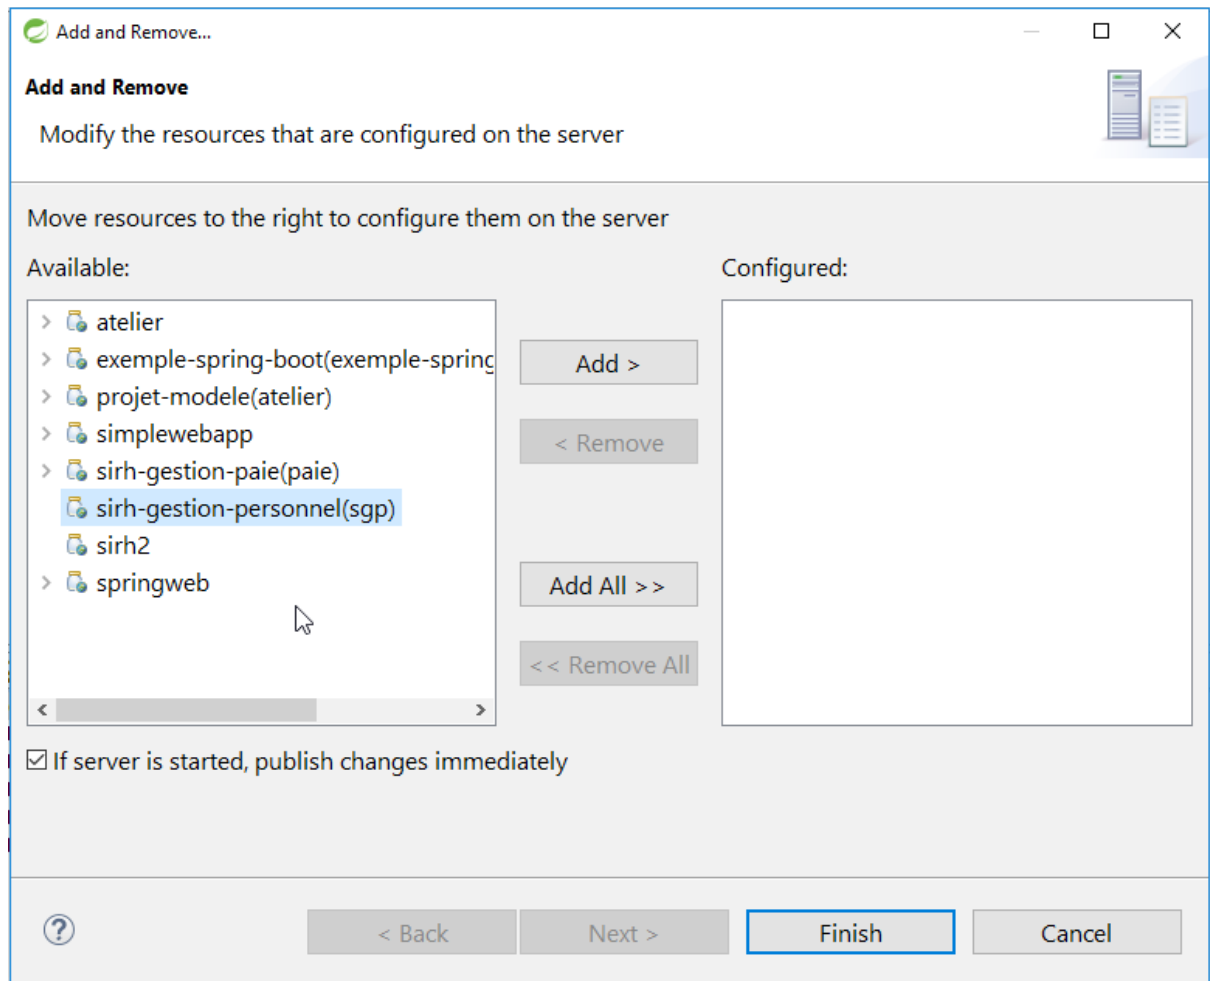 Add and Remove...
Add and Remove
Modify the resources that are configured on the server
Move resources to the right to configure them on the server
Available:
Configured:
atelier
exemple-spring-boot(exemple-spring
projet-modele(atelier)
simplewebapp
sirh-gestion-paie(paie)
sirh-gestion-personnel(sgp)
sirh2
springweb
Add >
< Remove
Add All >>
<< Remove All
If server is started, publish changes immediately
?
< Back
Next >
Finish
Cancel